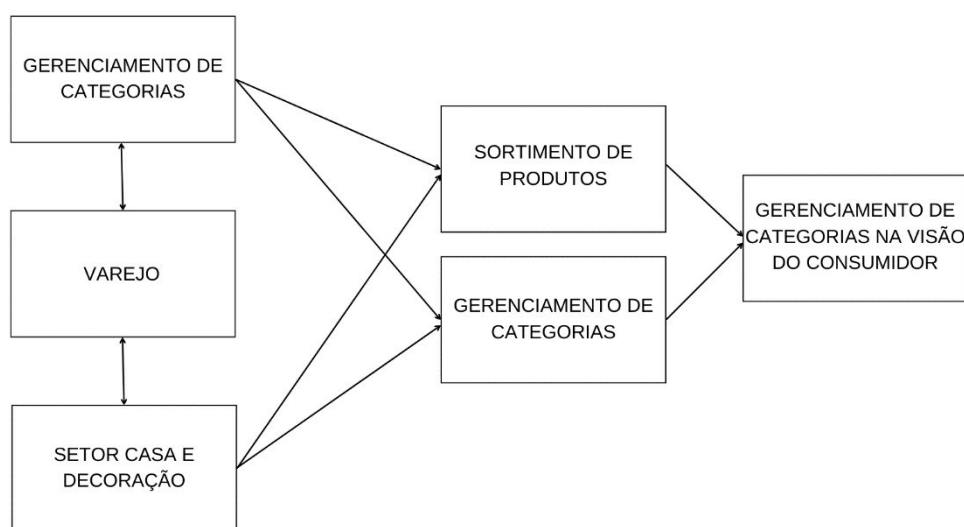 GERENCIAMENTO DE
CATEGORIAS
VAREJO
SETOR CASA E
DECORAÇÃO
SORTIMENTO DE
PRODUTOS
GERENCIAMENTO DE
CATEGORIAS
GERENCIAMENTO DE
CATEGORIAS NA VISÃO
DO CONSUMIDOR